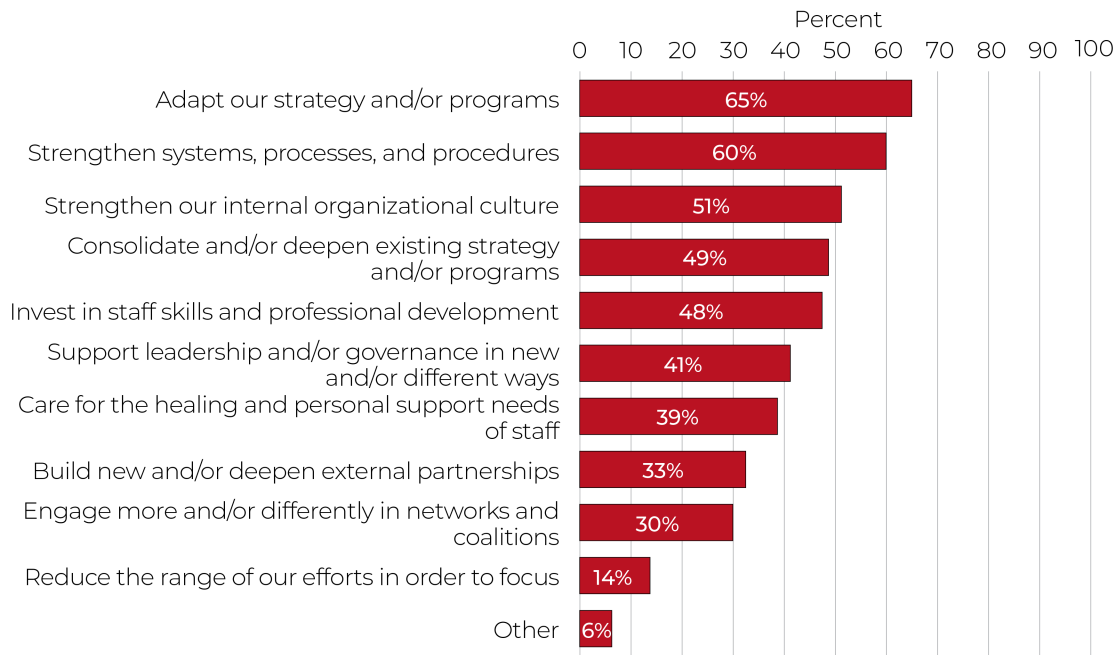 Percent
0 10 20 30 40 50 60 70 80 90 100
Adapt our strategy and/or programs 65%
Strengthen systems, processes, and procedures 60%
Strengthen our internal organizational culture 51%
Consolidate and/or deepen existing strategy
and/or programs 49%
Invest in staff skills and professional development 48%
Support leadership and/or governance in new
and/or different ways 41%
Care for the healing and personal support needs
of staff 39%
Build new and/or deepen external partnerships 33%
Engage more and/or differently in networks and
coalitions 30%
Reduce the range of our efforts in order to focus 14%
Other 6%